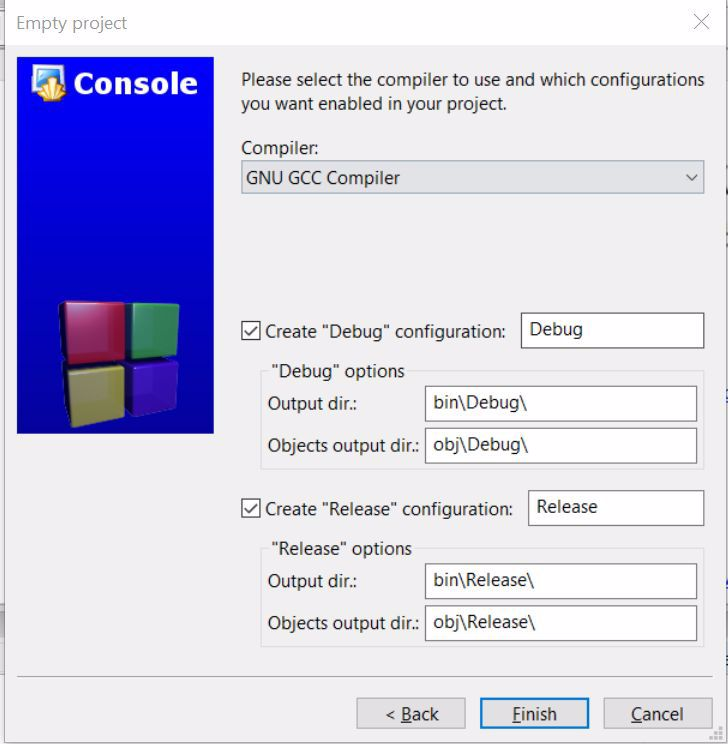 Empty project
Console
Please select the compiler to use and which configurations
you want enabled in your project.
Compiler:
GNU GCC Compiler
Create "Debug" configuration: Debug
"Debug" options
Output dir.: bin\Debug\
Objects output dir.: obj\Debug\
Create "Release" configuration: Release
"Release" options
Output dir.: bin\Release\
Objects output dir.: obj\Release\
< Back Finish Cancel